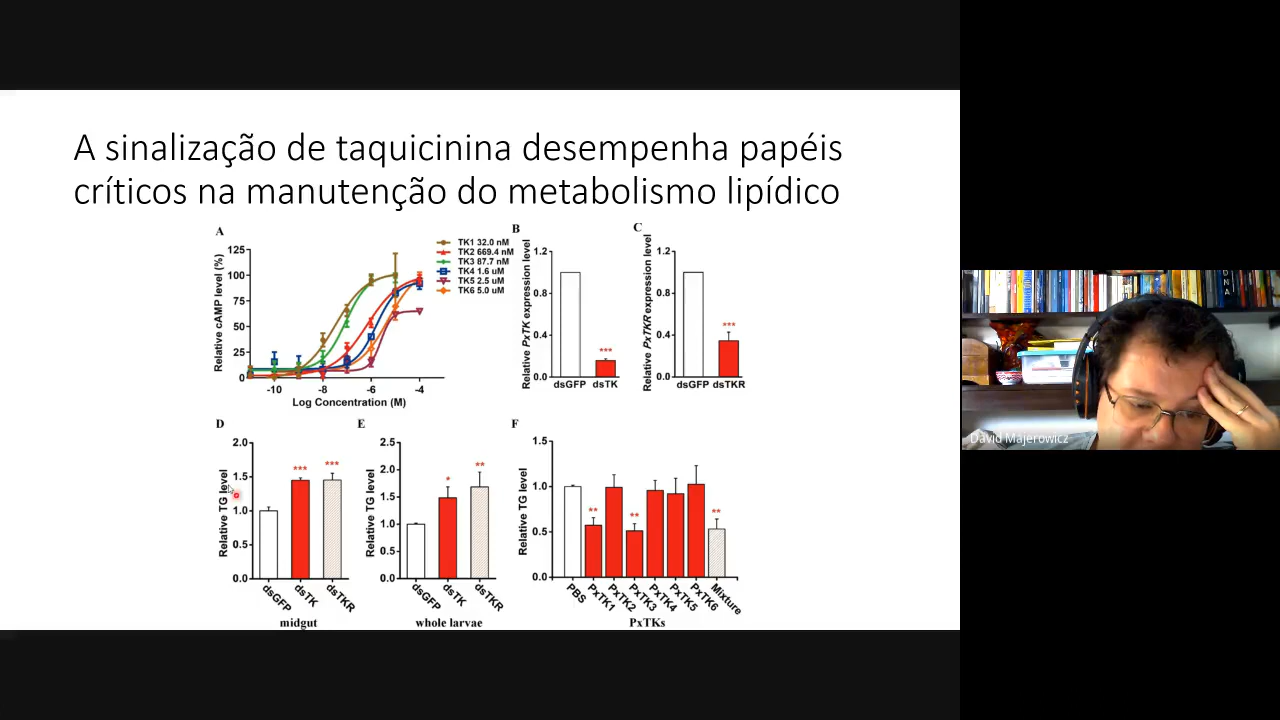 A sinalização de taquicinina desempenha papéis
críticos na manutenção do metabolismo lipídico
A
Relative cAMP level (%)
125
100
75
50
25
0
-10
-8
-6
-4
Log Concentration (M)
TK1 32.0 nM
TK2 669.4 nM
TK3 87.7 nM
TK4 1.6 uM
TK5 2.5 uM
TK6 5.0 uM
B
Relative PxTK expression level
1.2
0.8
0.4
0.0
***
dsGFP dsTK
C
Relative PxTKR expression level
1.2
0.8
0.4
0.0
***
dsGFP dsTKR
D
Relative TG level
2.0
1.5
1.0
0.5
0.0
***
***
dsGFP
dsTK
dsTKR
midgut
E
Relative TG level
2.5
2.0
1.5
1.0
0.5
0.0
*
**
dsGFP
dsTK
dsTKR
whole larvae
F
Relative TG level
1.5
1.0
0.5
0.0
**
**
**
PBS
PxTK1
PxTK2
PxTK3
PxTK4
PxTK5
PxTK6
Mixture
PxTKs
David Majerowicz